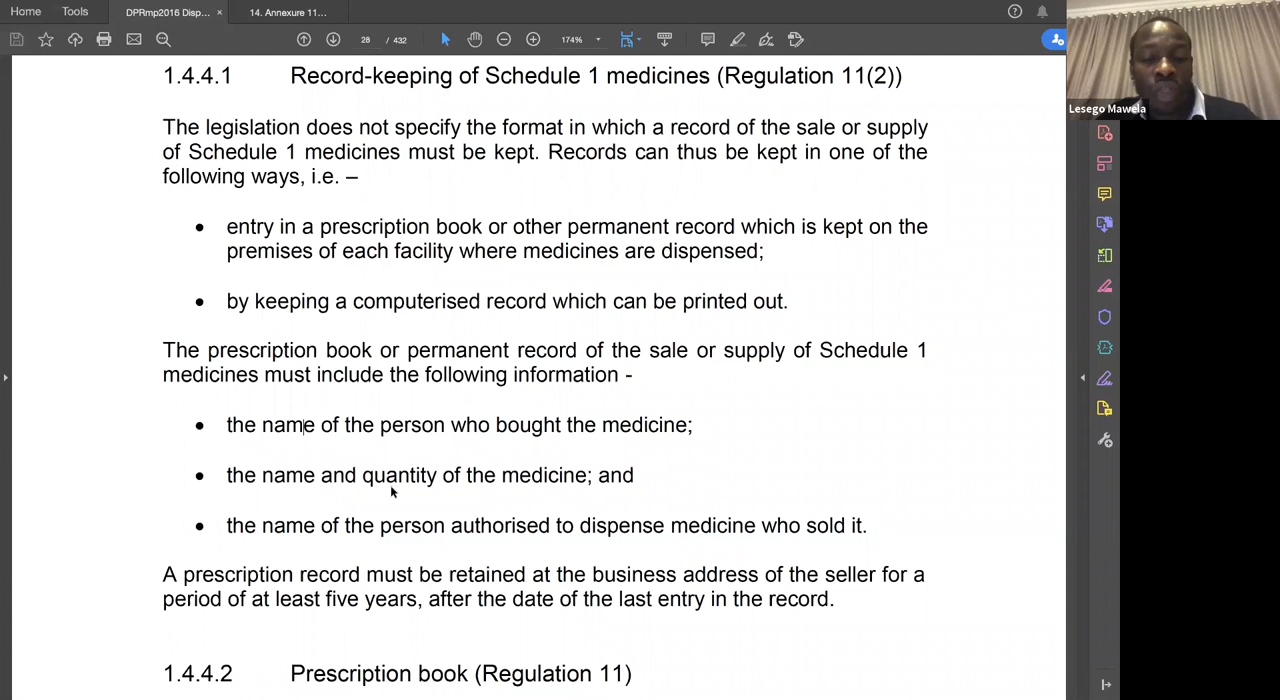 Home Tools DPRmp2016 Disp... × 14. Annexure 11...
28 / 432 174%
Lesego Mawela
1.4.4.1 Record-keeping of Schedule 1 medicines (Regulation 11(2))
The legislation does not specify the format in which a record of the sale or supply
of Schedule 1 medicines must be kept. Records can thus be kept in one of the
following ways, i.e. –
• entry in a prescription book or other permanent record which is kept on the
premises of each facility where medicines are dispensed;
• by keeping a computerised record which can be printed out.
The prescription book or permanent record of the sale or supply of Schedule 1
medicines must include the following information -
• the name of the person who bought the medicine;
• the name and quantity of the medicine; and
• the name of the person authorised to dispense medicine who sold it.
A prescription record must be retained at the business address of the seller for a
period of at least five years, after the date of the last entry in the record.
1.4.4.2 Prescription book (Regulation 11)